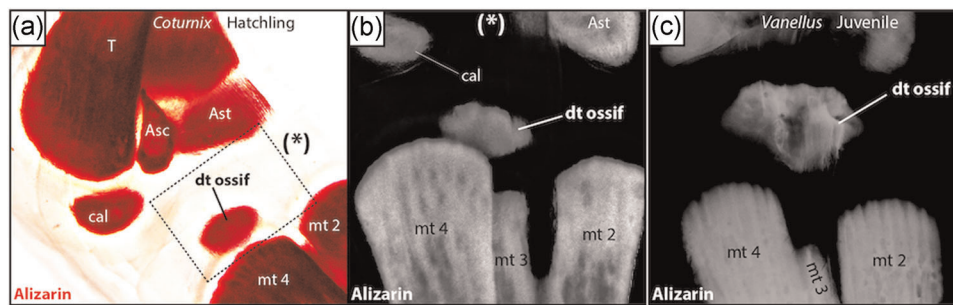 (a)
Coturnix Hatchling
T
Asc
Ast
(*)
cal
dt ossif
mt 2
mt 4
Alizarin
(b)
(*)
Ast
cal
dt ossif
mt 4
mt 3
mt 2
Alizarin
(c)
Vanellus Juvenile
dt ossif
mt 4
mt 3
mt 2
Alizarin